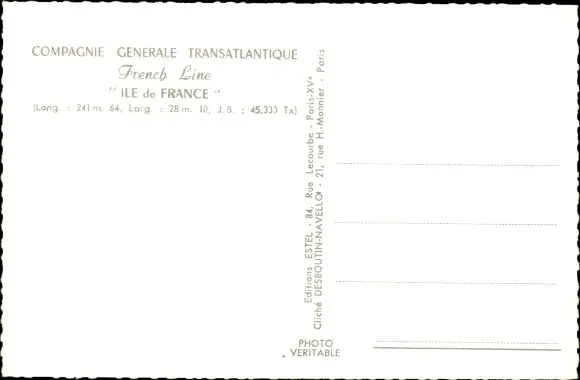 COMPAGNIE GENERALE TRANSATLANTIQUE
French Line
" ILE de FRANCE "
(Long. : 241 m. 64, Larg. : 28 m. 10, J.B. : 45.333 Tx)
Editions ESTEL - 84, Rue Lecourbe - Paris-XVe
Cliché DESBOUTIN-NAVELLO - 21, rue H.-Monnier - Paris
PHOTO
VERITABLE